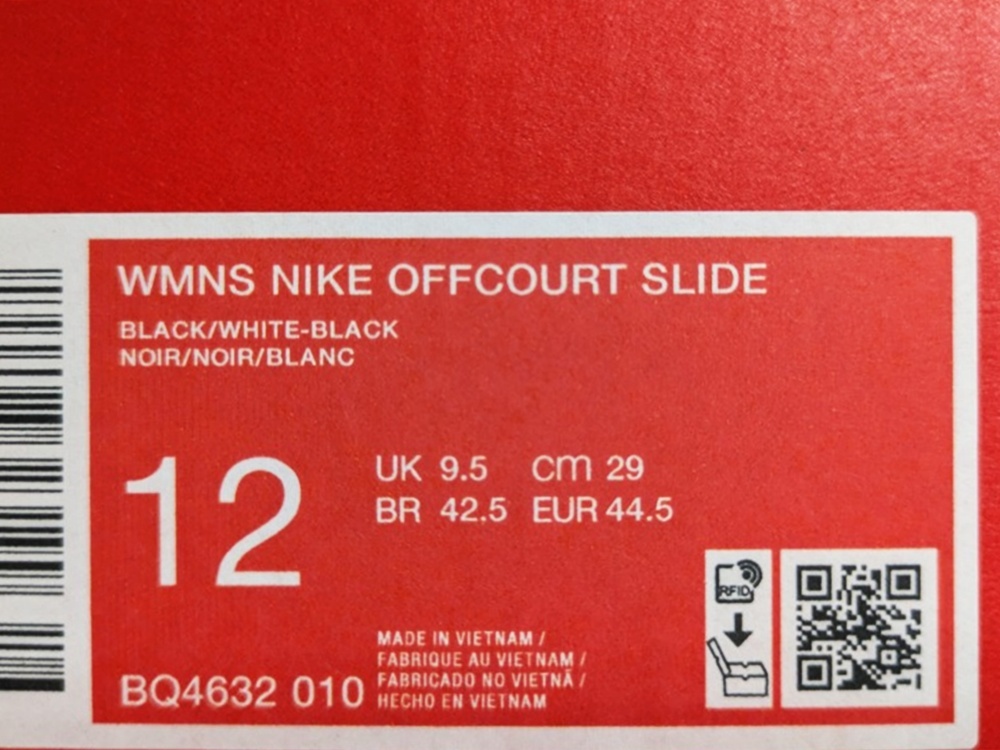 WMNS NIKE OFFCOURT SLIDE
BLACK/WHITE-BLACK
NOIR/NOIR/BLANC
12
UK 9.5 cm 29
BR 42.5 EUR 44.5
RFID
MADE IN VIETNAM /
FABRIQUE AU VIETNAM /
FABRICADO NO VIETNÃ /
HECHO EN VIETNAM
BQ4632 010